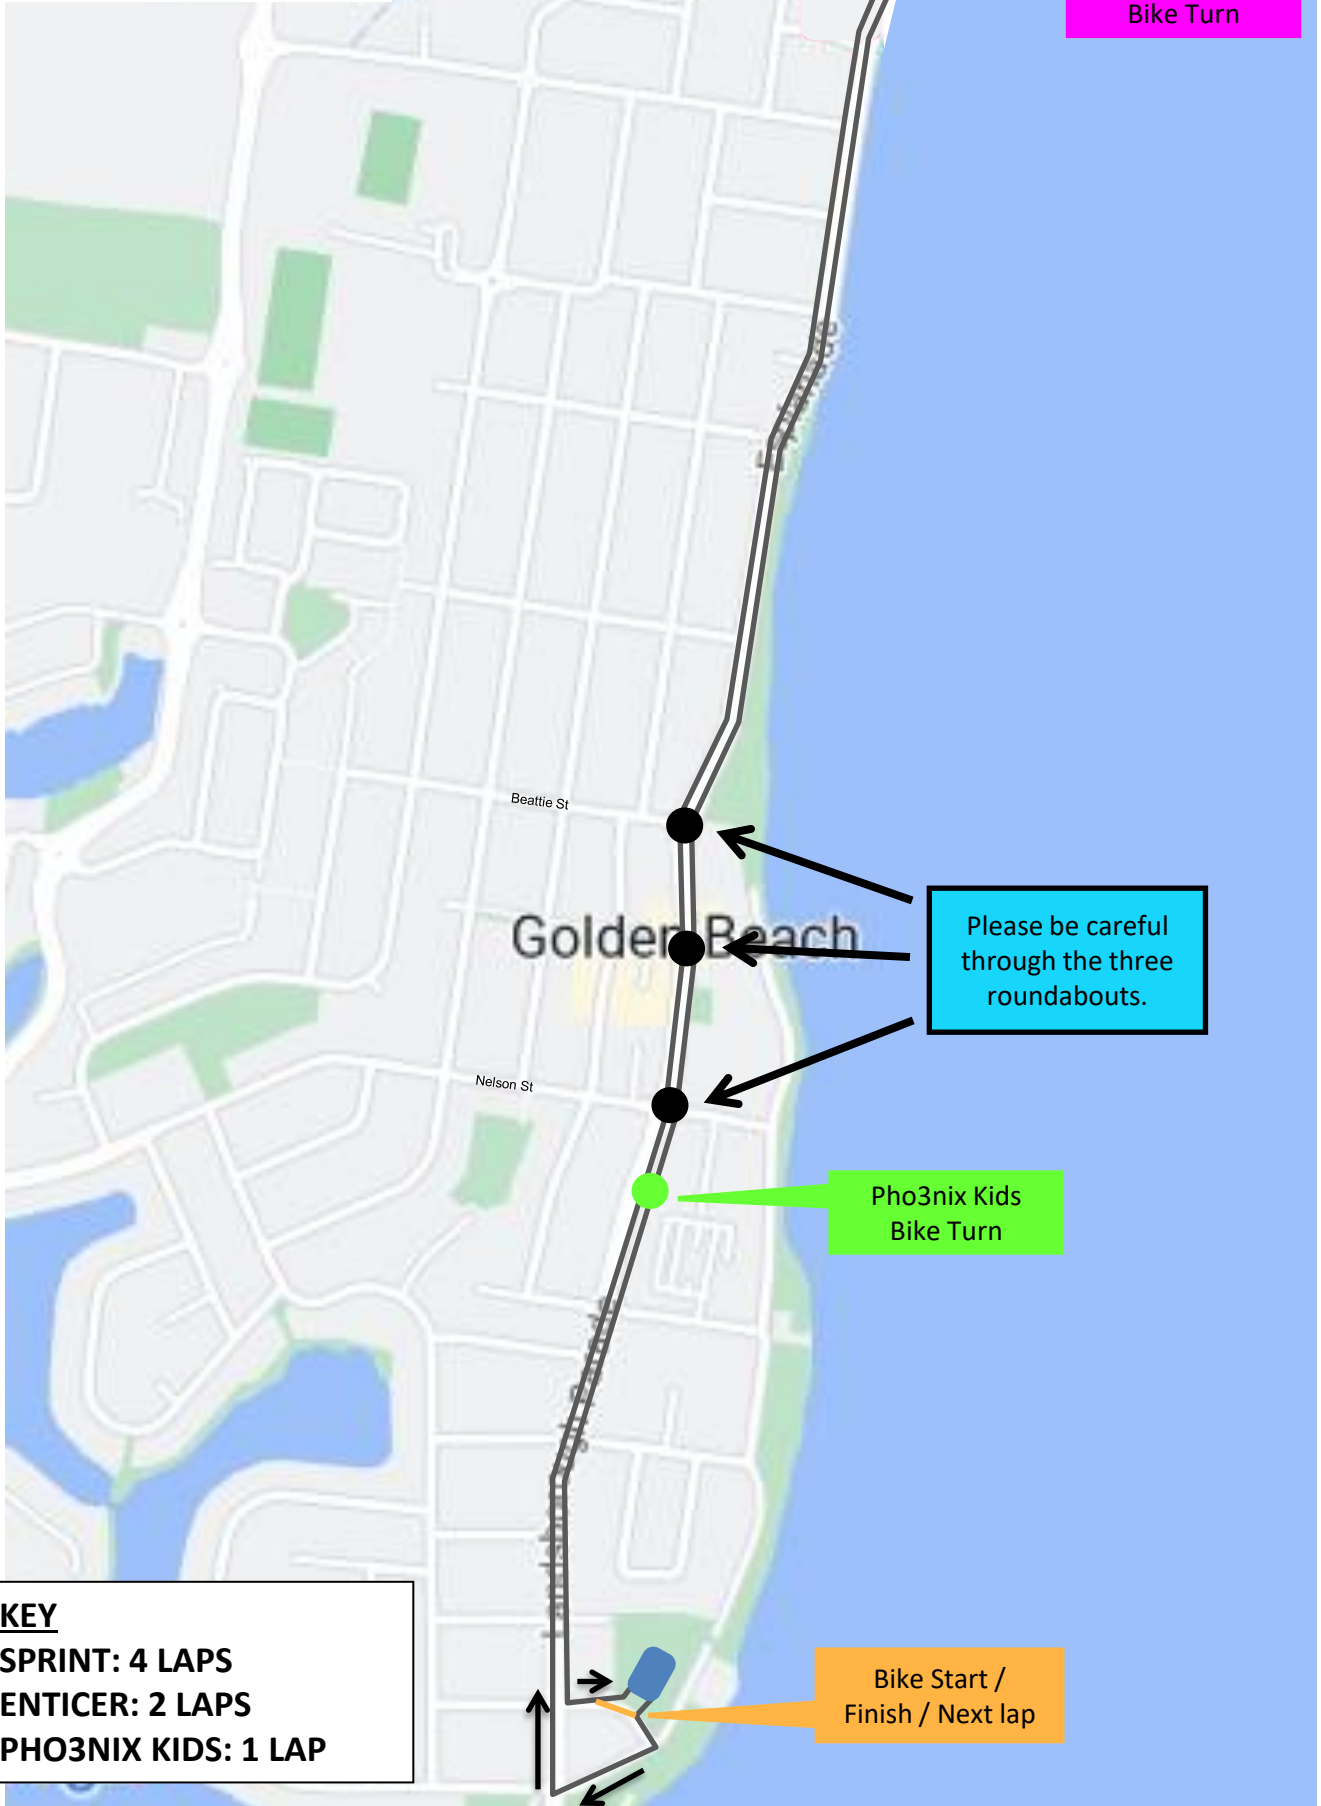 Bike Turn
Esplanade
Beattie St
Golden Beach
Please be careful
through the three
roundabouts.
Nelson St
Pho3nix Kids
Bike Turn
KEY
SPRINT: 4 LAPS
ENTICER: 2 LAPS
PHO3NIX KIDS: 1 LAP
Bike Start /
Finish / Next lap